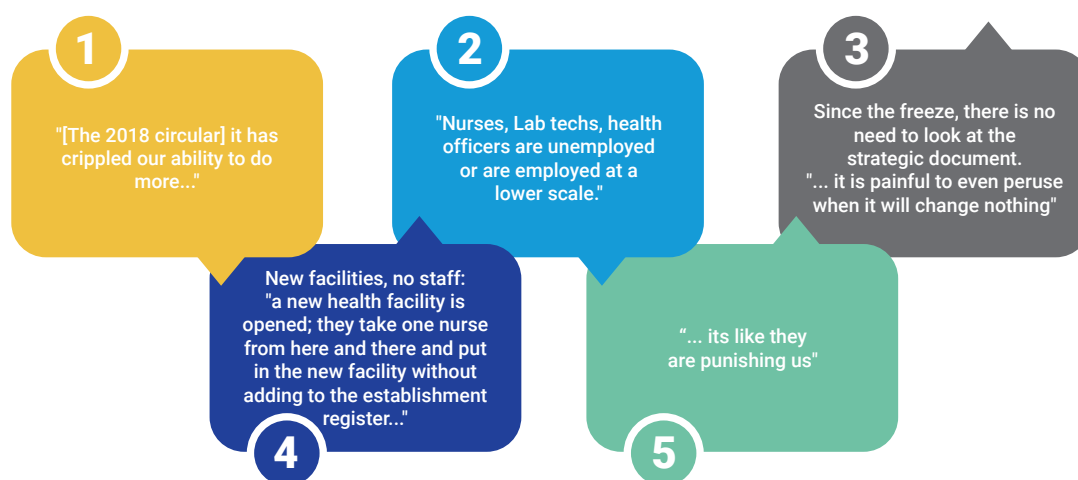 1
"[The 2018 circular] it has
crippled our ability to do
more..."
2
"Nurses, Lab techs, health
officers are unemployed
or are employed at a
lower scale."
3
Since the freeze, there is no
need to look at the
strategic document.
"... it is painful to even peruse
when it will change nothing"
New facilities, no staff:
"a new health facility is
opened; they take one nurse
from here and there and put
in the new facility without
adding to the establishment
register..."
4
“... its like they
are punishing us"
5